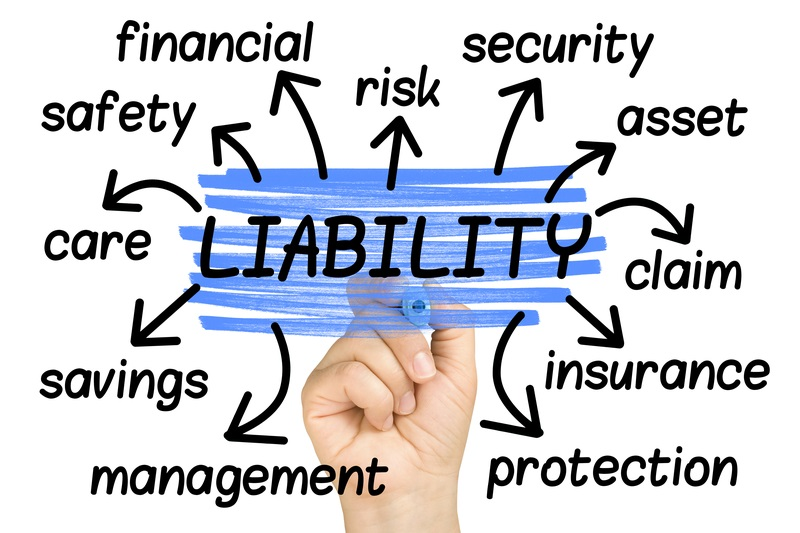 financial
security
risk
safety
asset
LIABILITY
care
claim
savings
insurance
management
protection